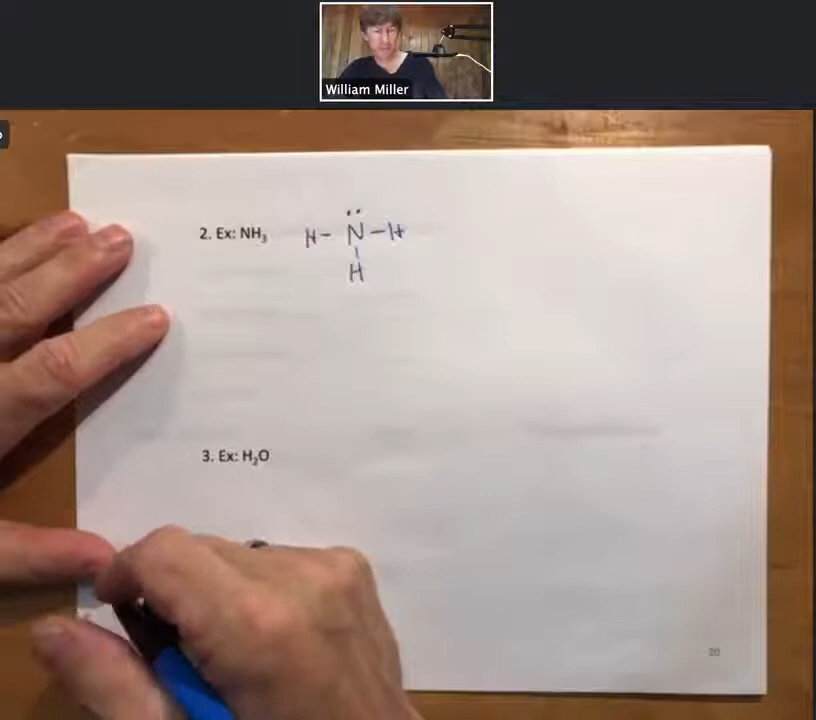 William Miller
2. Ex: NH₃ H- N̈ -H
|
H
3. Ex: H₂O
20